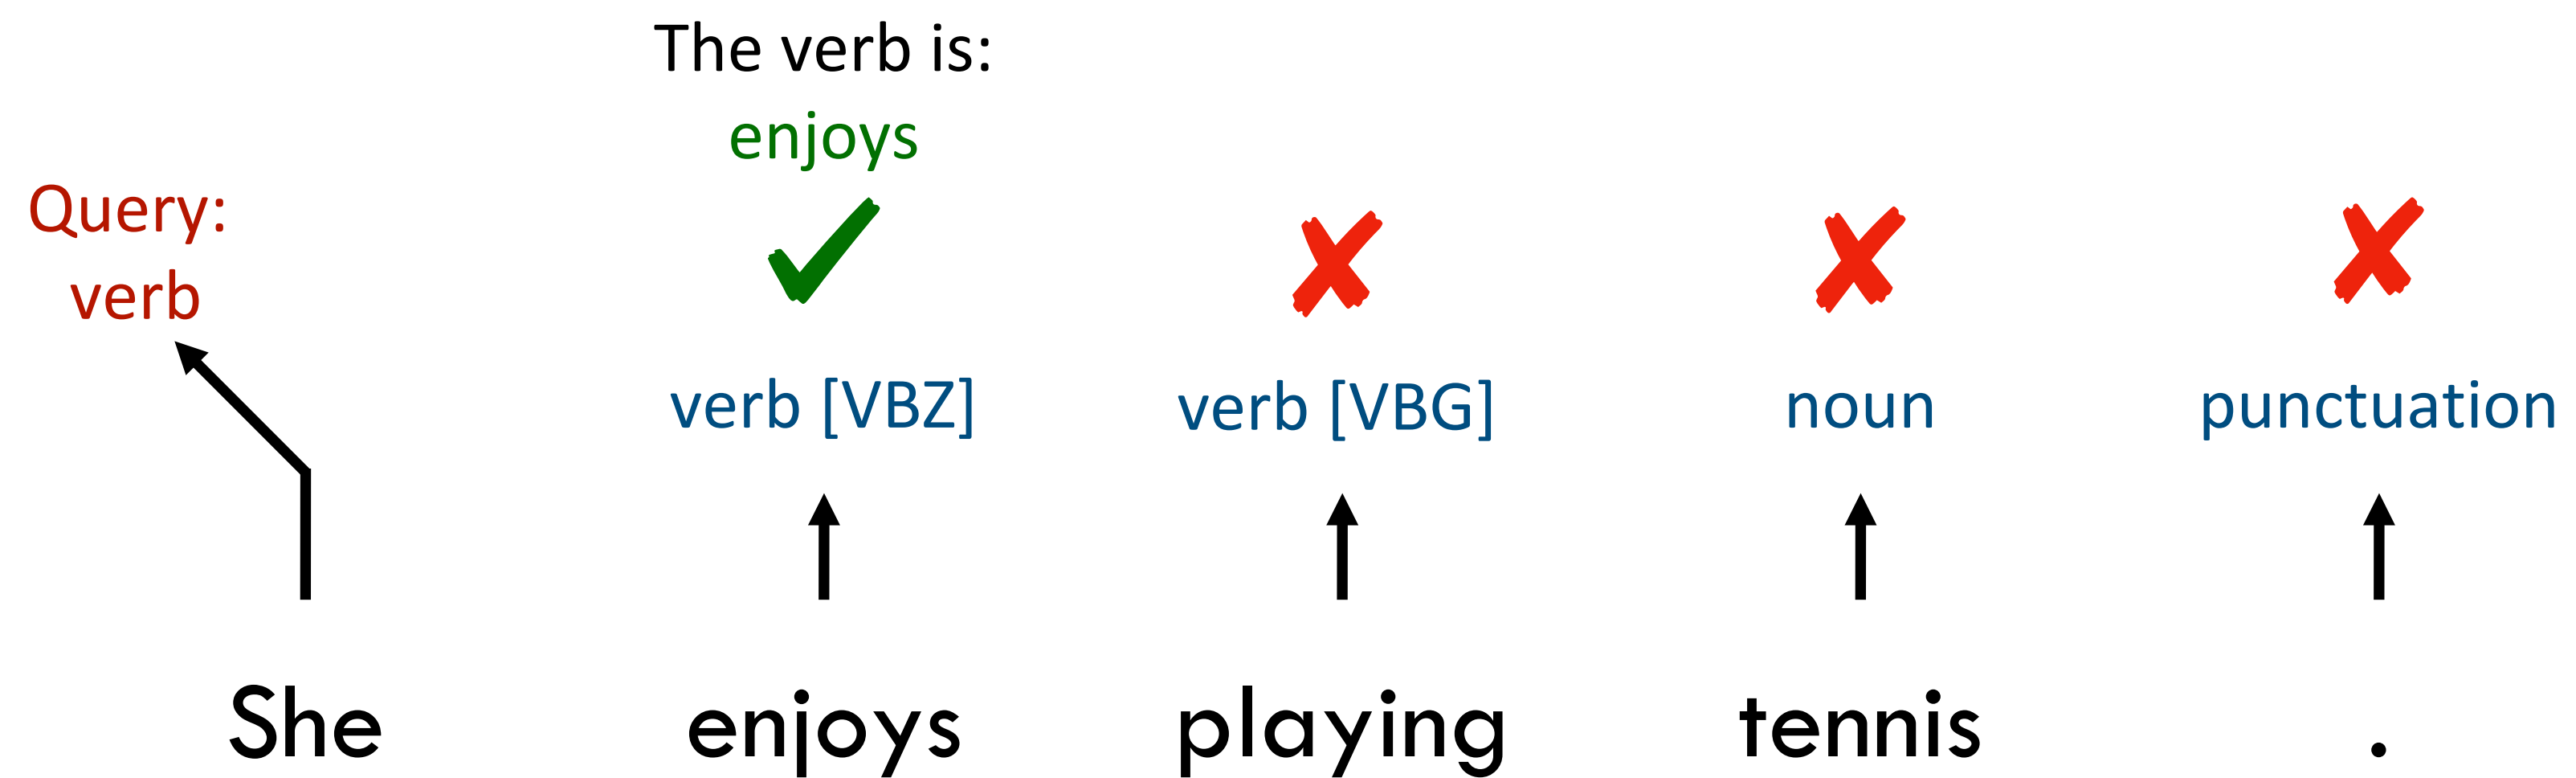 The verb is:
enjoys
Query:
verb
verb [VBZ]
verb [VBG]
noun
punctuation
She enjoys playing tennis .